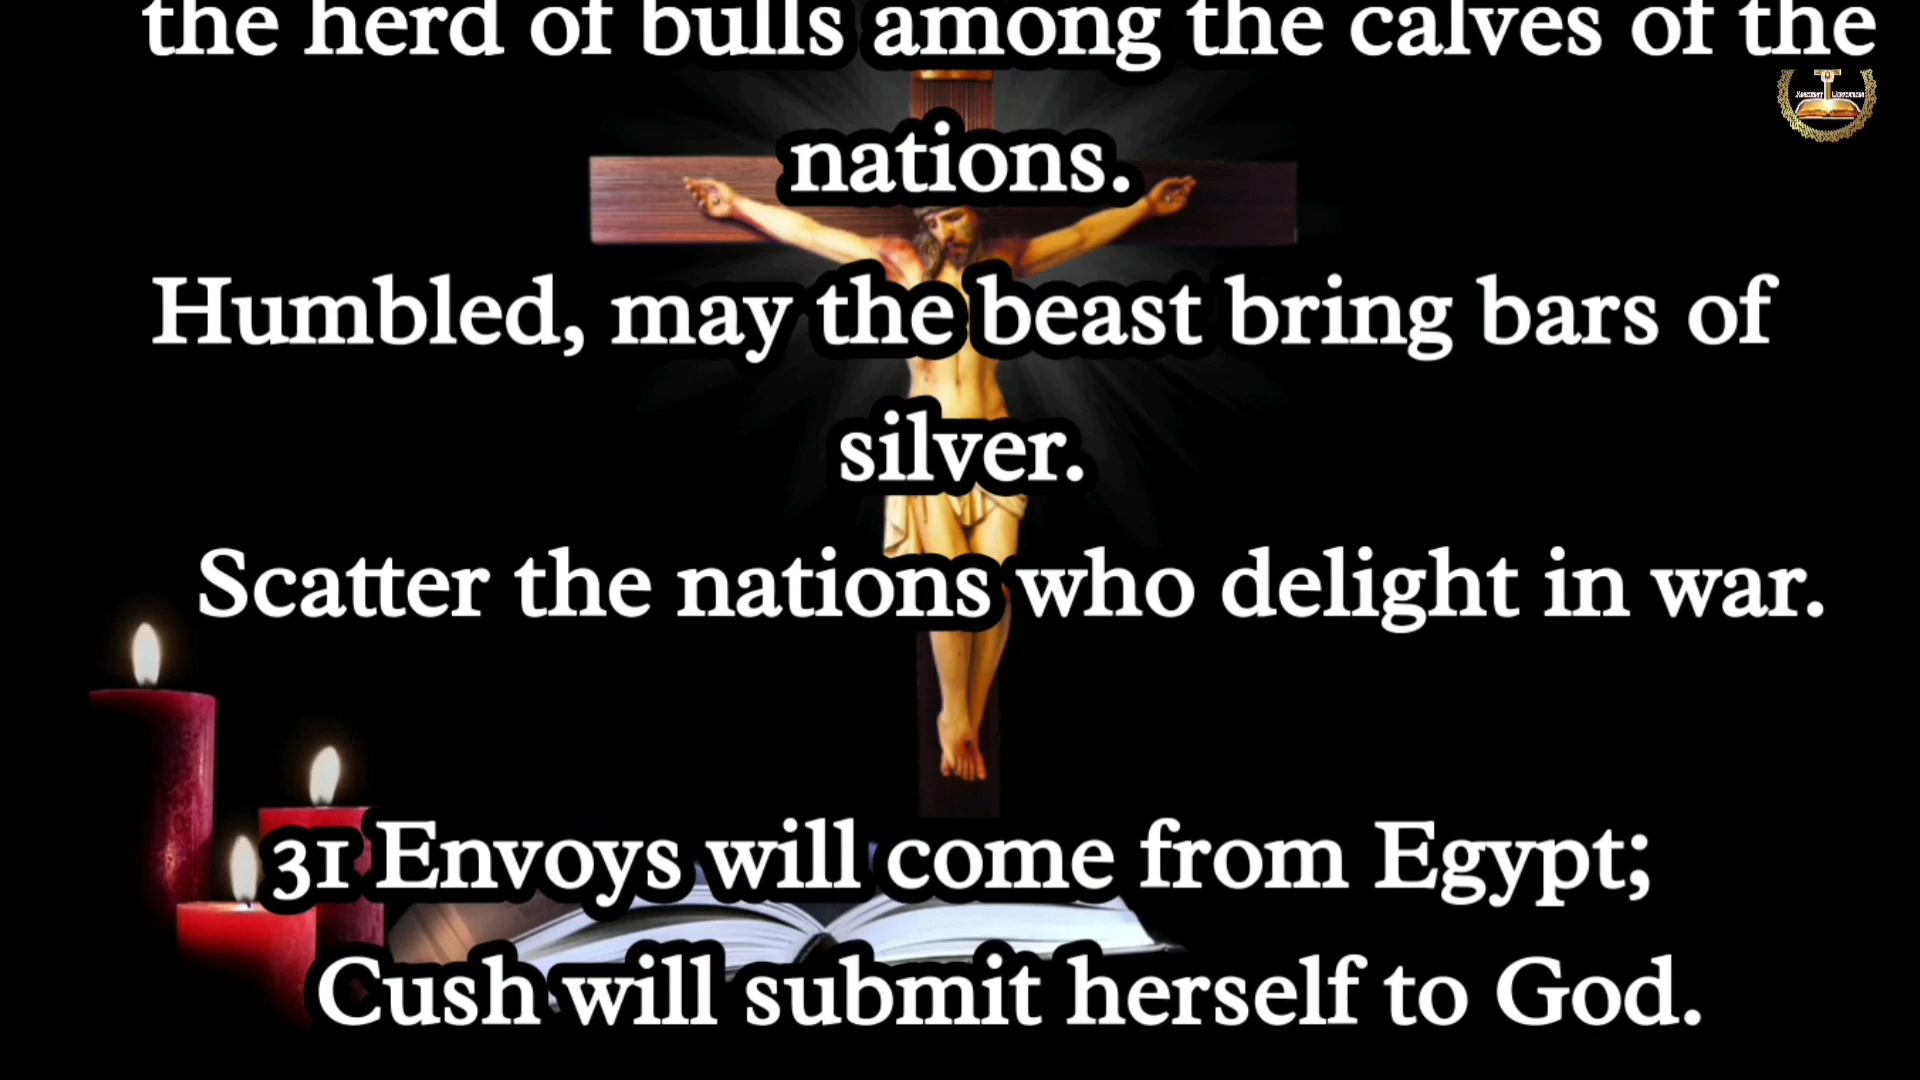 the herd of bulls among the calves of the
nations.
Humbled, may the beast bring bars of
silver.
Scatter the nations who delight in war.
31 Envoys will come from Egypt;
Cush will submit herself to God.